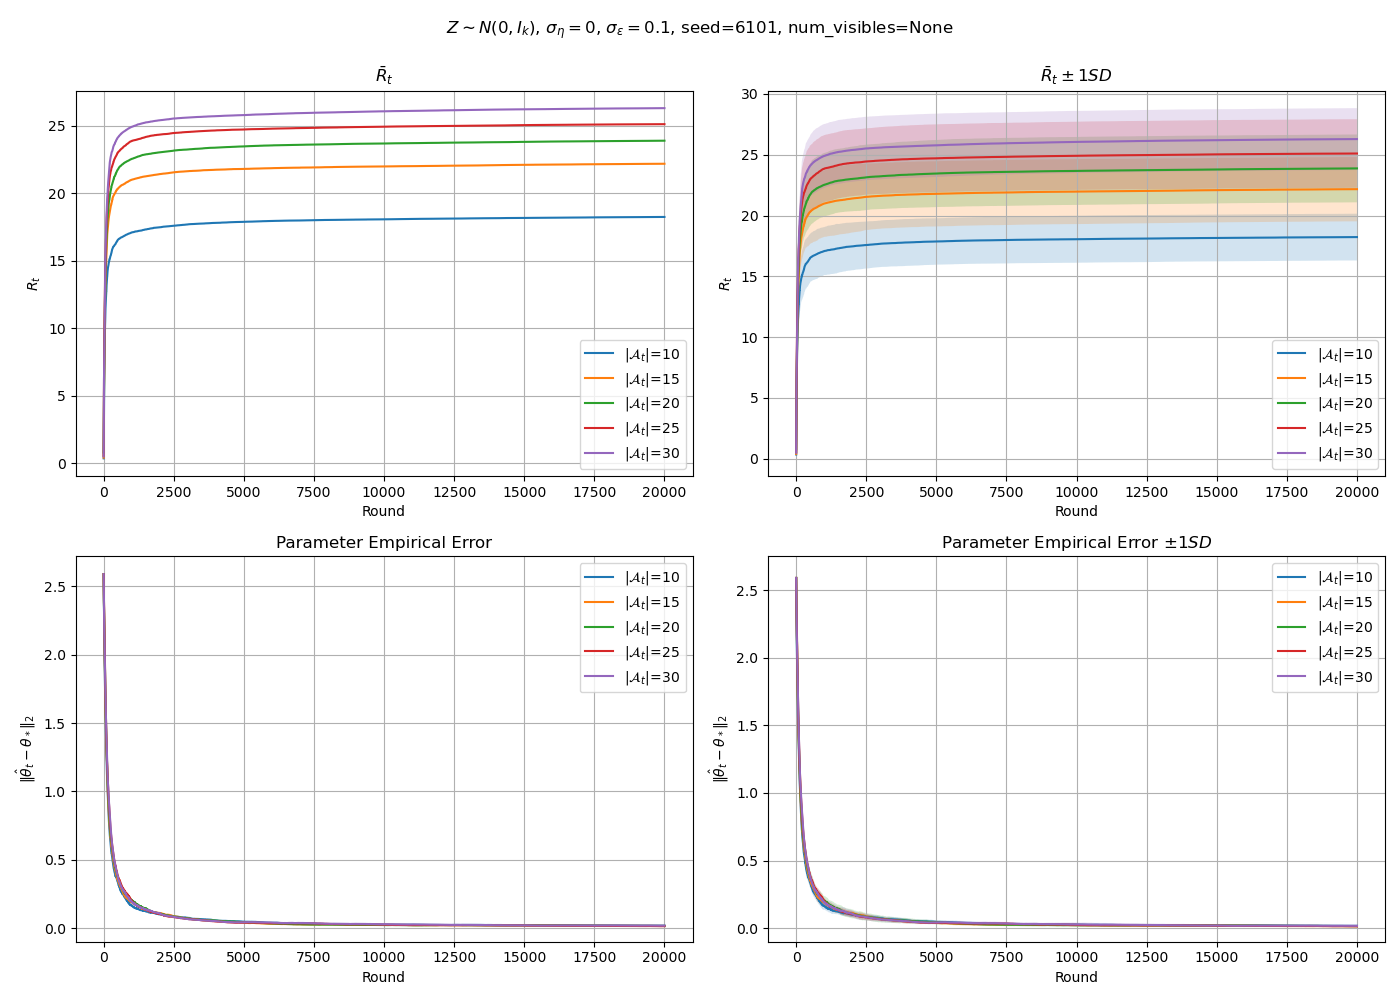 Z ∼ N(0, I_k), σ_η = 0, σ_ε = 0.1, seed=6101, num_visibles=None
R̄_t
R_t
25
20
15
10
5
0
0 2500 5000 7500 10000 12500 15000 17500 20000
Round
|𝒜_t|=10
|𝒜_t|=15
|𝒜_t|=20
|𝒜_t|=25
|𝒜_t|=30
R̄_t ± 1SD
R_t
30
25
20
15
10
5
0
0 2500 5000 7500 10000 12500 15000 17500 20000
Round
|𝒜_t|=10
|𝒜_t|=15
|𝒜_t|=20
|𝒜_t|=25
|𝒜_t|=30
Parameter Empirical Error
‖θ̂_t − θ_*‖_2
2.5
2.0
1.5
1.0
0.5
0.0
0 2500 5000 7500 10000 12500 15000 17500 20000
Round
|𝒜_t|=10
|𝒜_t|=15
|𝒜_t|=20
|𝒜_t|=25
|𝒜_t|=30
Parameter Empirical Error ±1SD
‖θ̂_t − θ_*‖_2
2.5
2.0
1.5
1.0
0.5
0.0
0 2500 5000 7500 10000 12500 15000 17500 20000
Round
|𝒜_t|=10
|𝒜_t|=15
|𝒜_t|=20
|𝒜_t|=25
|𝒜_t|=30